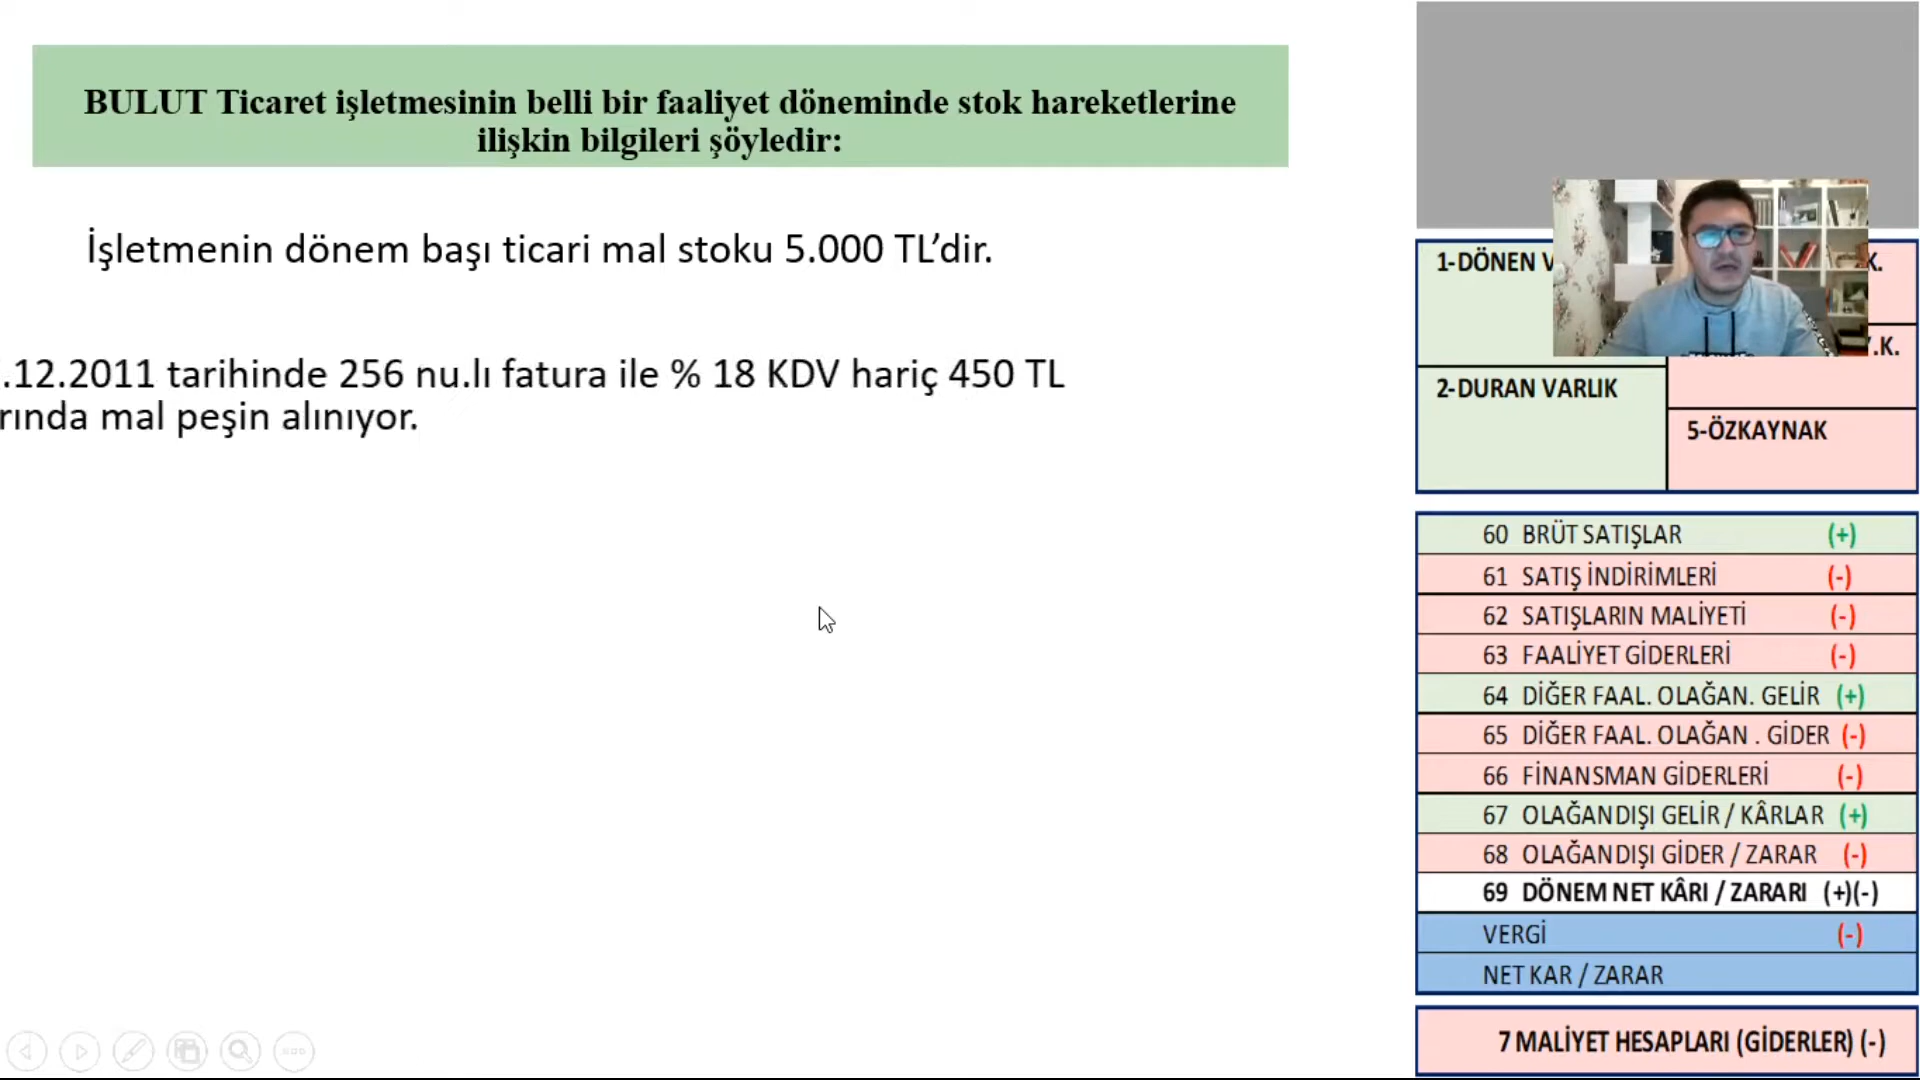 BULUT Ticaret işletmesinin belli bir faaliyet döneminde stok hareketlerine
ilişkin bilgileri şöyledir:
İşletmenin dönem başı ticari mal stoku 5.000 TL’dir.
.12.2011 tarihinde 256 nu.lı fatura ile % 18 KDV hariç 450 TL
rında mal peşin alınıyor.
1-DÖNEN V
K.
.K.
2-DURAN VARLIK
5-ÖZKAYNAK
60 BRÜT SATIŞLAR (+)
61 SATIŞ İNDİRİMLERİ (-)
62 SATIŞLARIN MALİYETİ (-)
63 FAALİYET GİDERLERİ (-)
64 DİĞER FAAL. OLAĞAN. GELİR (+)
65 DİĞER FAAL. OLAĞAN . GİDER (-)
66 FİNANSMAN GİDERLERİ (-)
67 OLAĞANDIŞI GELİR / KÂRLAR (+)
68 OLAĞANDIŞI GİDER / ZARAR (-)
69 DÖNEM NET KÂRI / ZARARI (+)(-)
VERGİ (-)
NET KAR / ZARAR
7 MALİYET HESAPLARI (GİDERLER) (-)